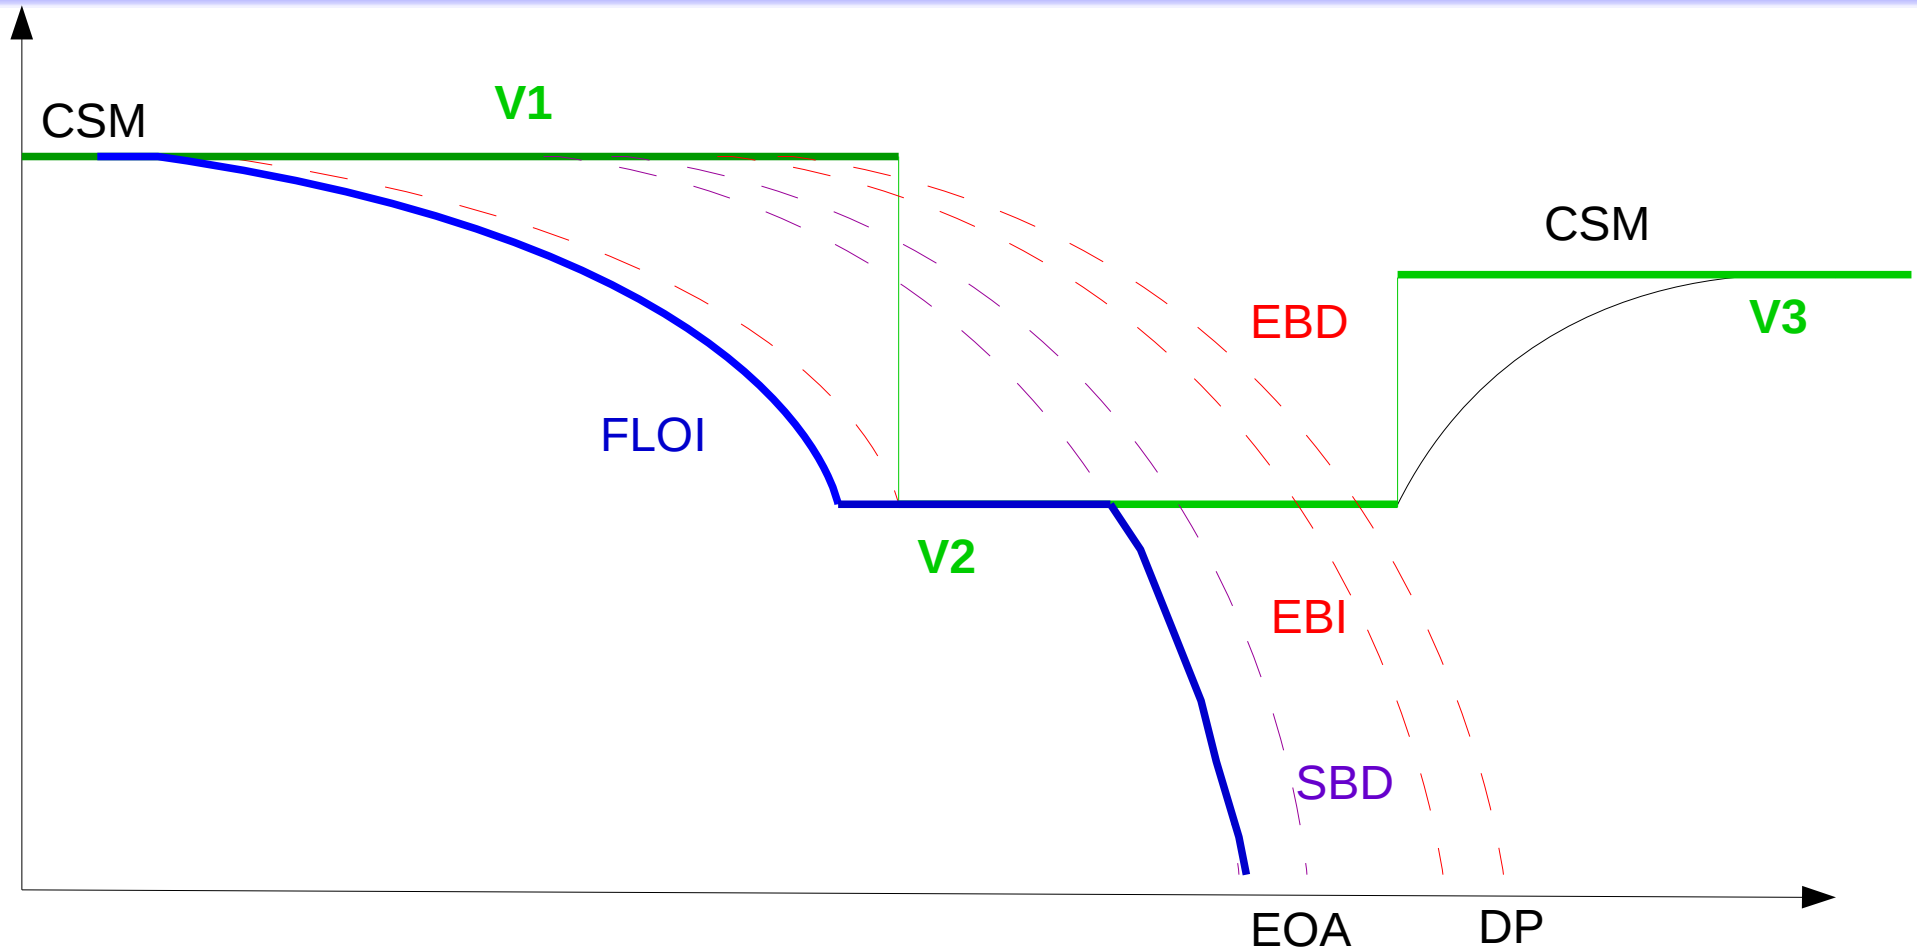 V1
CSM
CSM
V3
EBD
FLOI
V2
EBI
SBD
EOA
DP